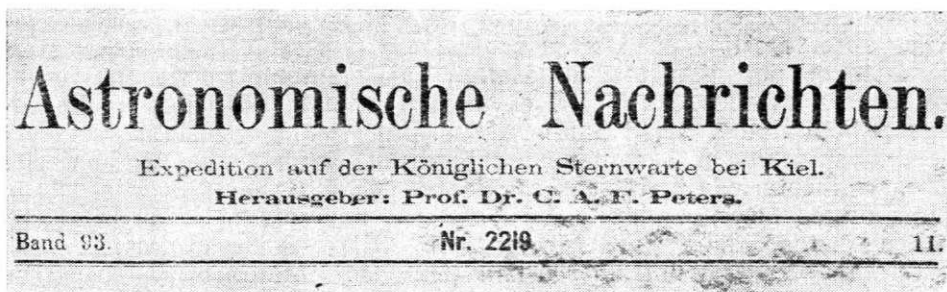 Astronomische Nachrichten.
Expedition auf der Königlichen Sternwarte bei Kiel.
Herausgeber: Prof. Dr. C. A. F. Peters.
Band 93. Nr. 2219. 11.